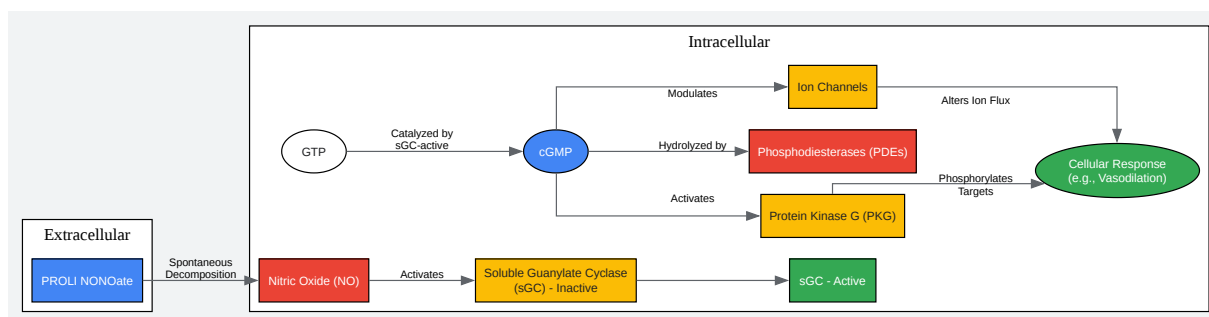 Intracellular
Ion Channels
Modulates
Alters Ion Flux
Catalyzed by
sGC-active
GTP
cGMP
Hydrolyzed by
Phosphodiesterases (PDEs)
Cellular Response
(e.g., Vasodilation)
Phosphorylates
Targets
Activates
Protein Kinase G (PKG)
Extracellular
PROLI NONOate
Spontaneous
Decomposition
Nitric Oxide (NO)
Activates
Soluble Guanylate Cyclase
(sGC) - Inactive
sGC - Active